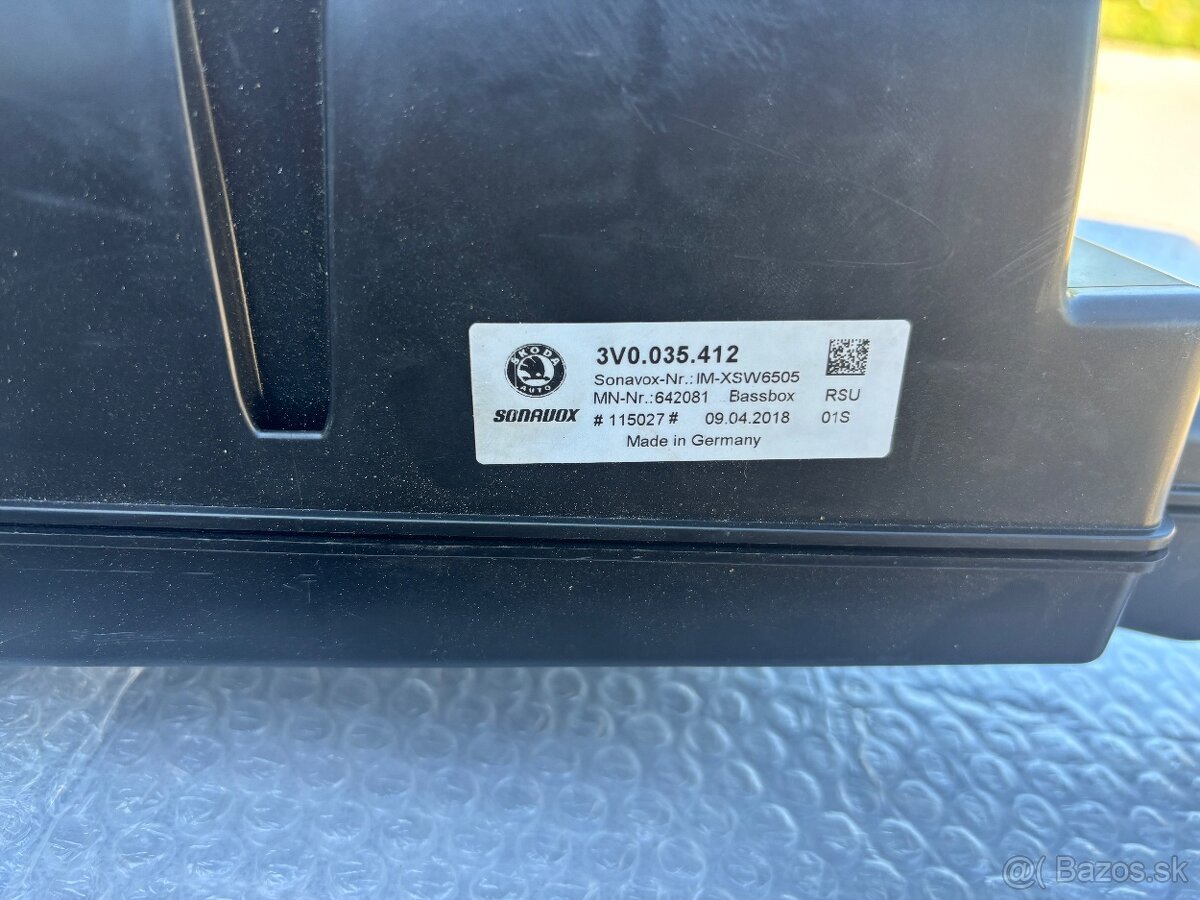 ŠKODA
AUTO
SONAVOX
3V0.035.412
Sonavox-Nr.:IM-XSW6505
MN-Nr.:642081 Bassbox RSU
# 115027 # 09.04.2018 01S
Made in Germany
@( Bazos.sk